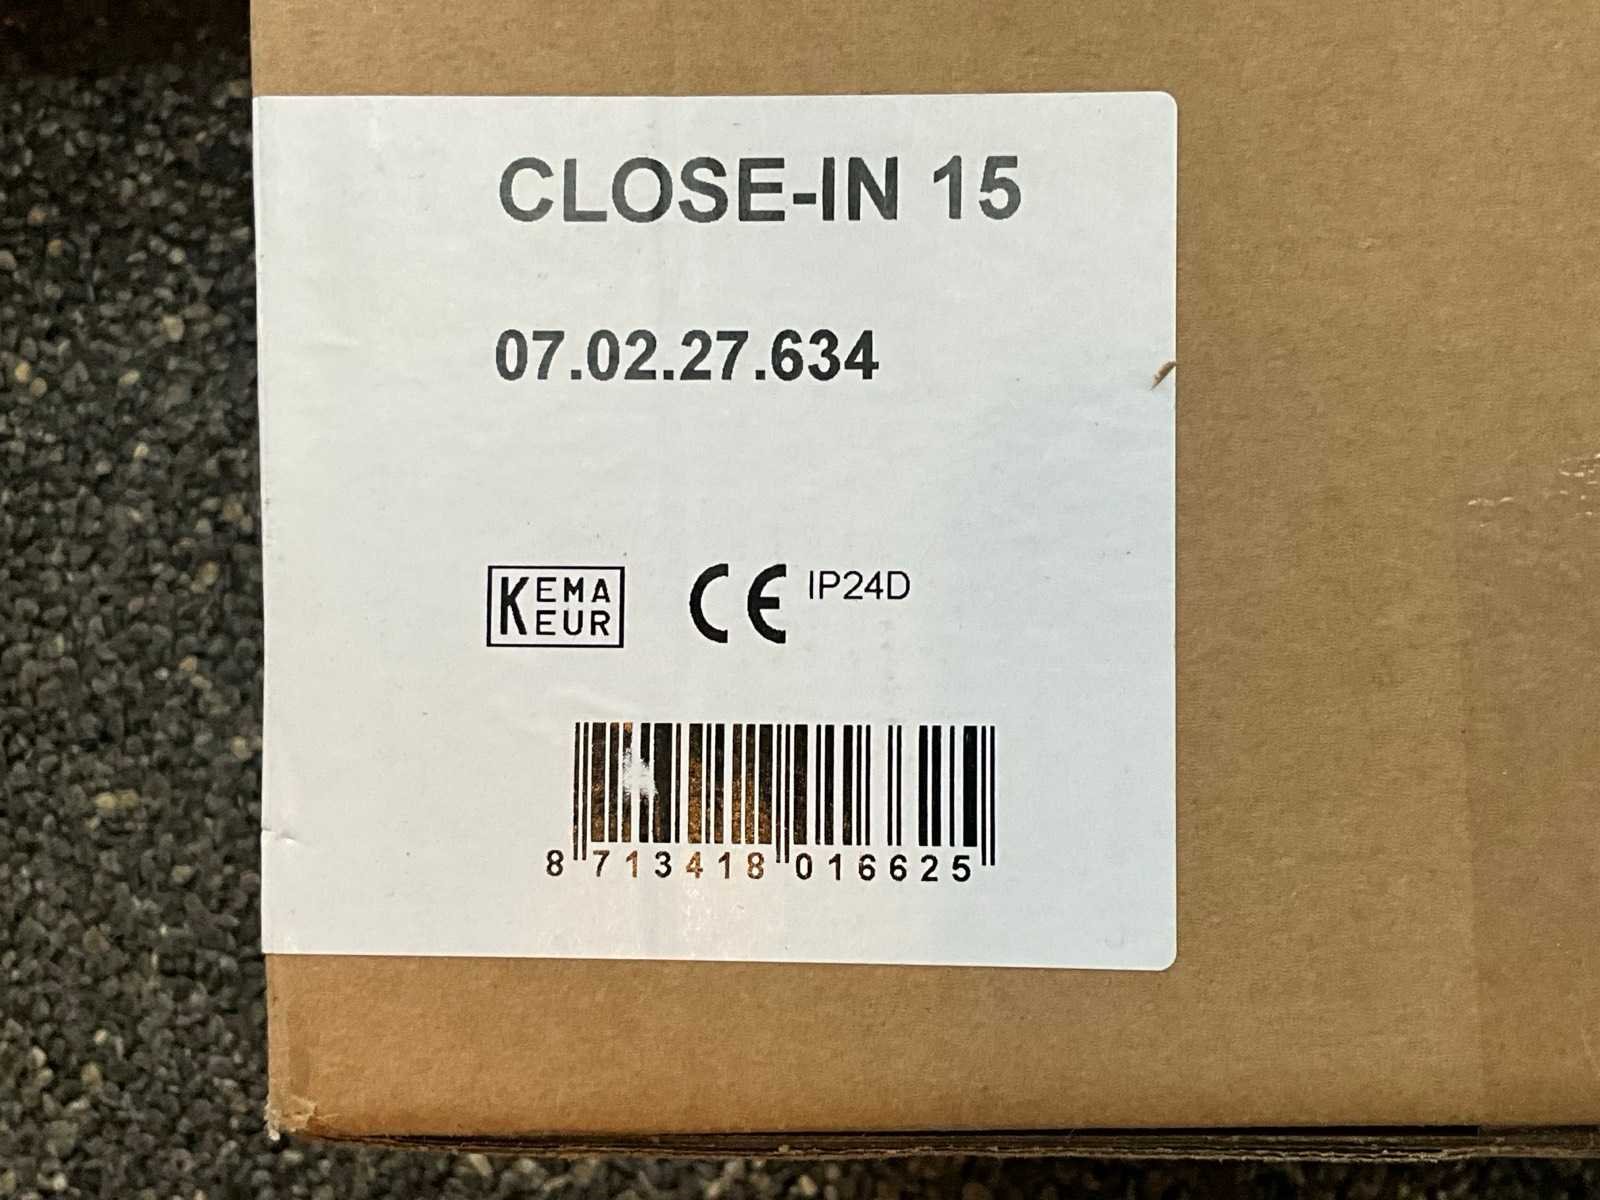 CLOSE-IN 15
07.02.27.634
KEMA
KEUR
CE IP24D
8 713418 016625